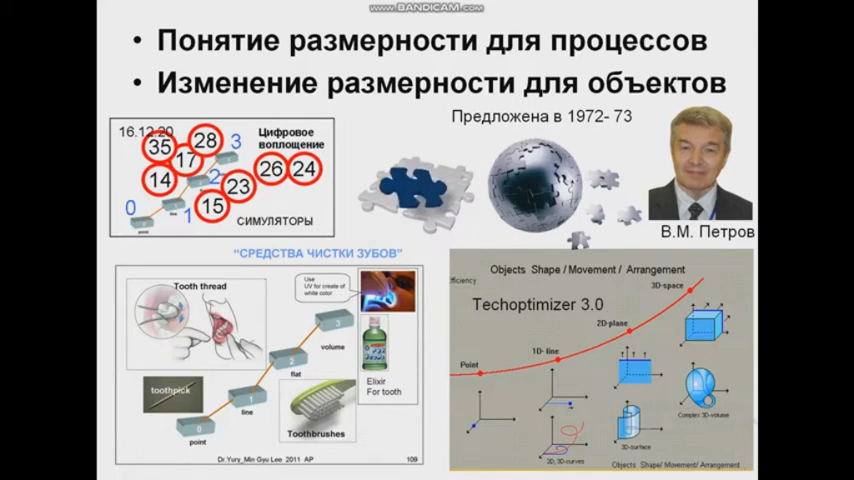 www.BANDICAM.com
• Понятие размерности для процессов
• Изменение размерности для объектов
Предложена в 1972- 73
16.12.20
35
28
3
Цифровое
воплощение
17
14
2
23
26
24
15
0
1
point
line
СИМУЛЯТОРЫ
В.М. Петров
“СРЕДСТВА ЧИСТКИ ЗУБОВ”
Tooth thread
Use
UV for create of
white color
3
volume
2
flat
toothpick
1
line
0
point
Elixir
For tooth
Toothbrushes
Dr.Yury_Min Gyu Lee 2011 AP
109
Objects Shape / Movement / Arrangement
efficiency
3D-space
Techoptimizer 3.0
2D-plane
1D- line
Point
Complex 3D-volume
3D-surface
2D, 3D-curves
Objects Shape/ Movement/ Arrangement